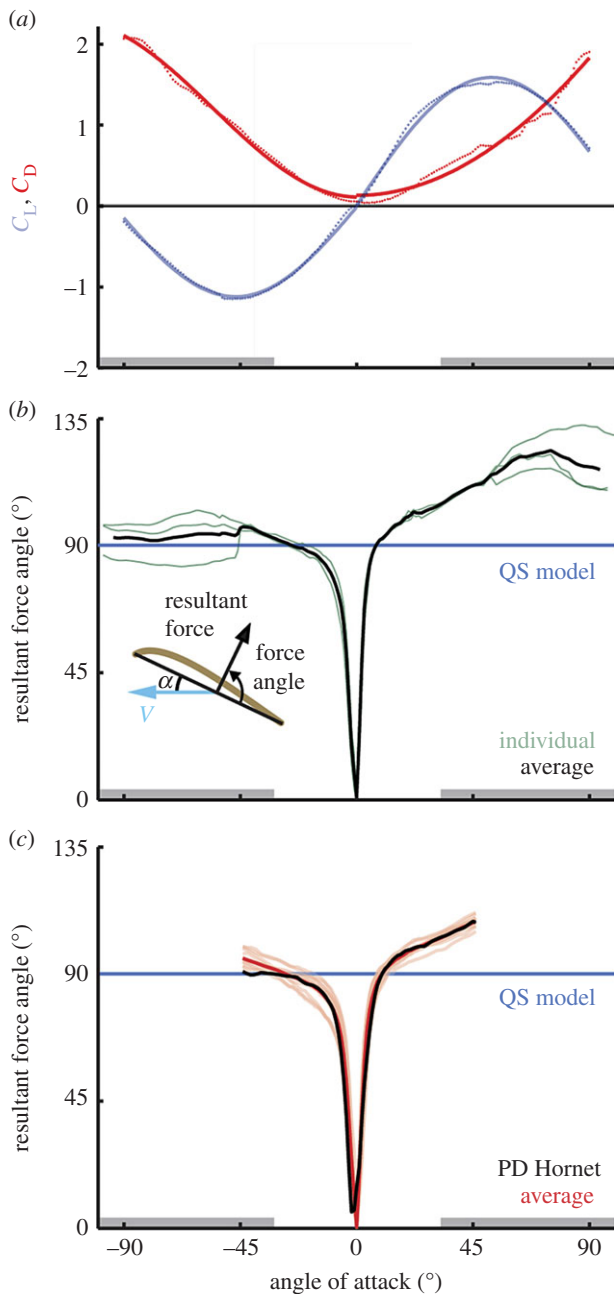 (a)
2
1
0
−1
−2
C_L, C_D
(b)
135
90
45
0
resultant force angle (°)
QS model
resultant
force
force
angle
α
V
individual
average
(c)
135
90
45
0
resultant force angle (°)
QS model
PD Hornet
average
−90
−45
0
45
90
angle of attack (°)